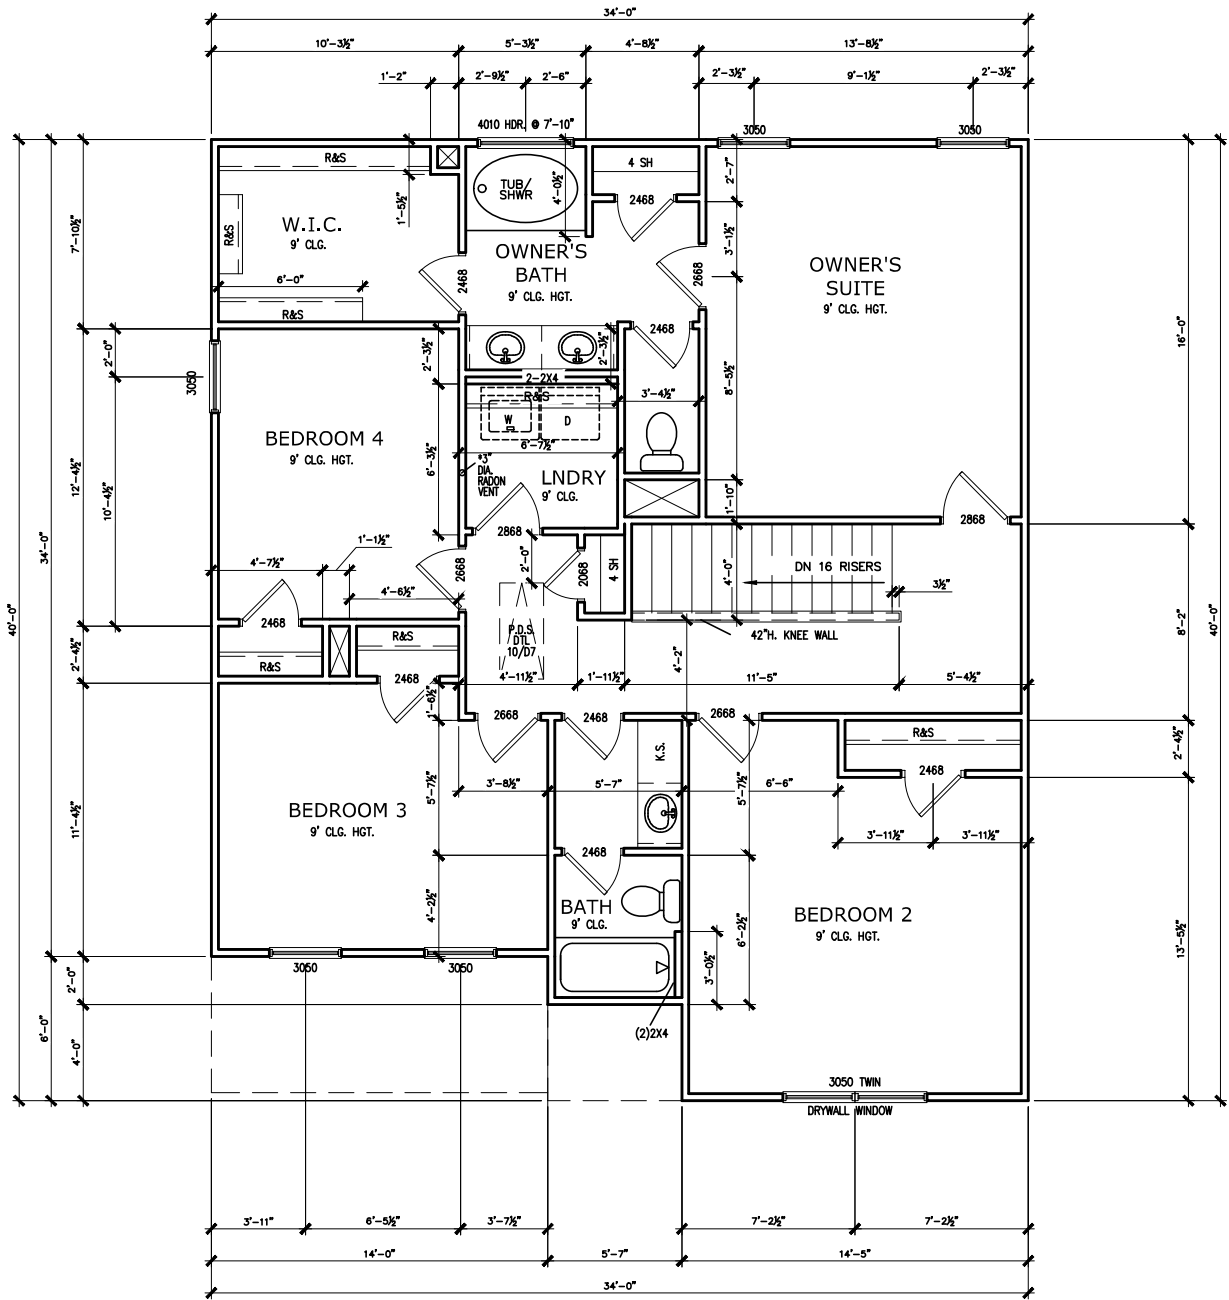 34'-0"
10'-3½"
5'-3½"
4'-8½"
13'-8½"
1'-2"
2'-9½"
2'-6"
2'-3½"
9'-1½"
2'-3½"
4010 HDR. @ 7'-10"
3050
3050
R&S
TUB/
SHWR
4'-0½"
4 SH
2468
2'-7"
1'-5½"
W.I.C.
9' CLG.
R&S
6'-0"
R&S
7'-10½"
OWNER'S
BATH
9' CLG. HGT.
2468
2668
3'-1½"
OWNER'S
SUITE
9' CLG. HGT.
16'-0"
2468
2'-3½"
2'-3½"
2'-0"
3050
2-2X4
R&S
W
D
6'-7½"
3'-4½"
8'-5½"
BEDROOM 4
9' CLG. HGT.
6'-3½"
ø3"
DIA.
RADON
VENT
LNDRY
9' CLG.
12'-4½"
10'-4½"
1'-10"
2868
2868
34'-0"
40'-0"
1'-1½"
4'-7½"
4'-6½"
2668
2'-0"
2068
4 SH
4'-0"
DN 16 RISERS
3½"
42"H. KNEE WALL
8'-2"
40'-0"
2468
R&S
R&S
2468
2'-4½"
P.D.S.
DTL
10/D7
4'-2"
4'-11½"
1'-11½"
11'-5"
5'-4½"
1'-6½"
2668
2468
2668
K.S.
R&S
2468
2'-4½"
3'-8½"
5'-7"
6'-6"
5'-7½"
5'-7½"
3'-11½"
3'-11½"
BEDROOM 3
9' CLG. HGT.
11'-4½"
2468
4'-2½"
BATH
9' CLG.
BEDROOM 2
9' CLG. HGT.
6'-2½"
3'-0½"
13'-5½"
3050
3050
2'-0"
6'-0"
4'-0"
(2)2X4
3050 TWIN
DRYWALL WINDOW
3'-11"
6'-5½"
3'-7½"
7'-2½"
7'-2½"
14'-0"
5'-7"
14'-5"
34'-0"